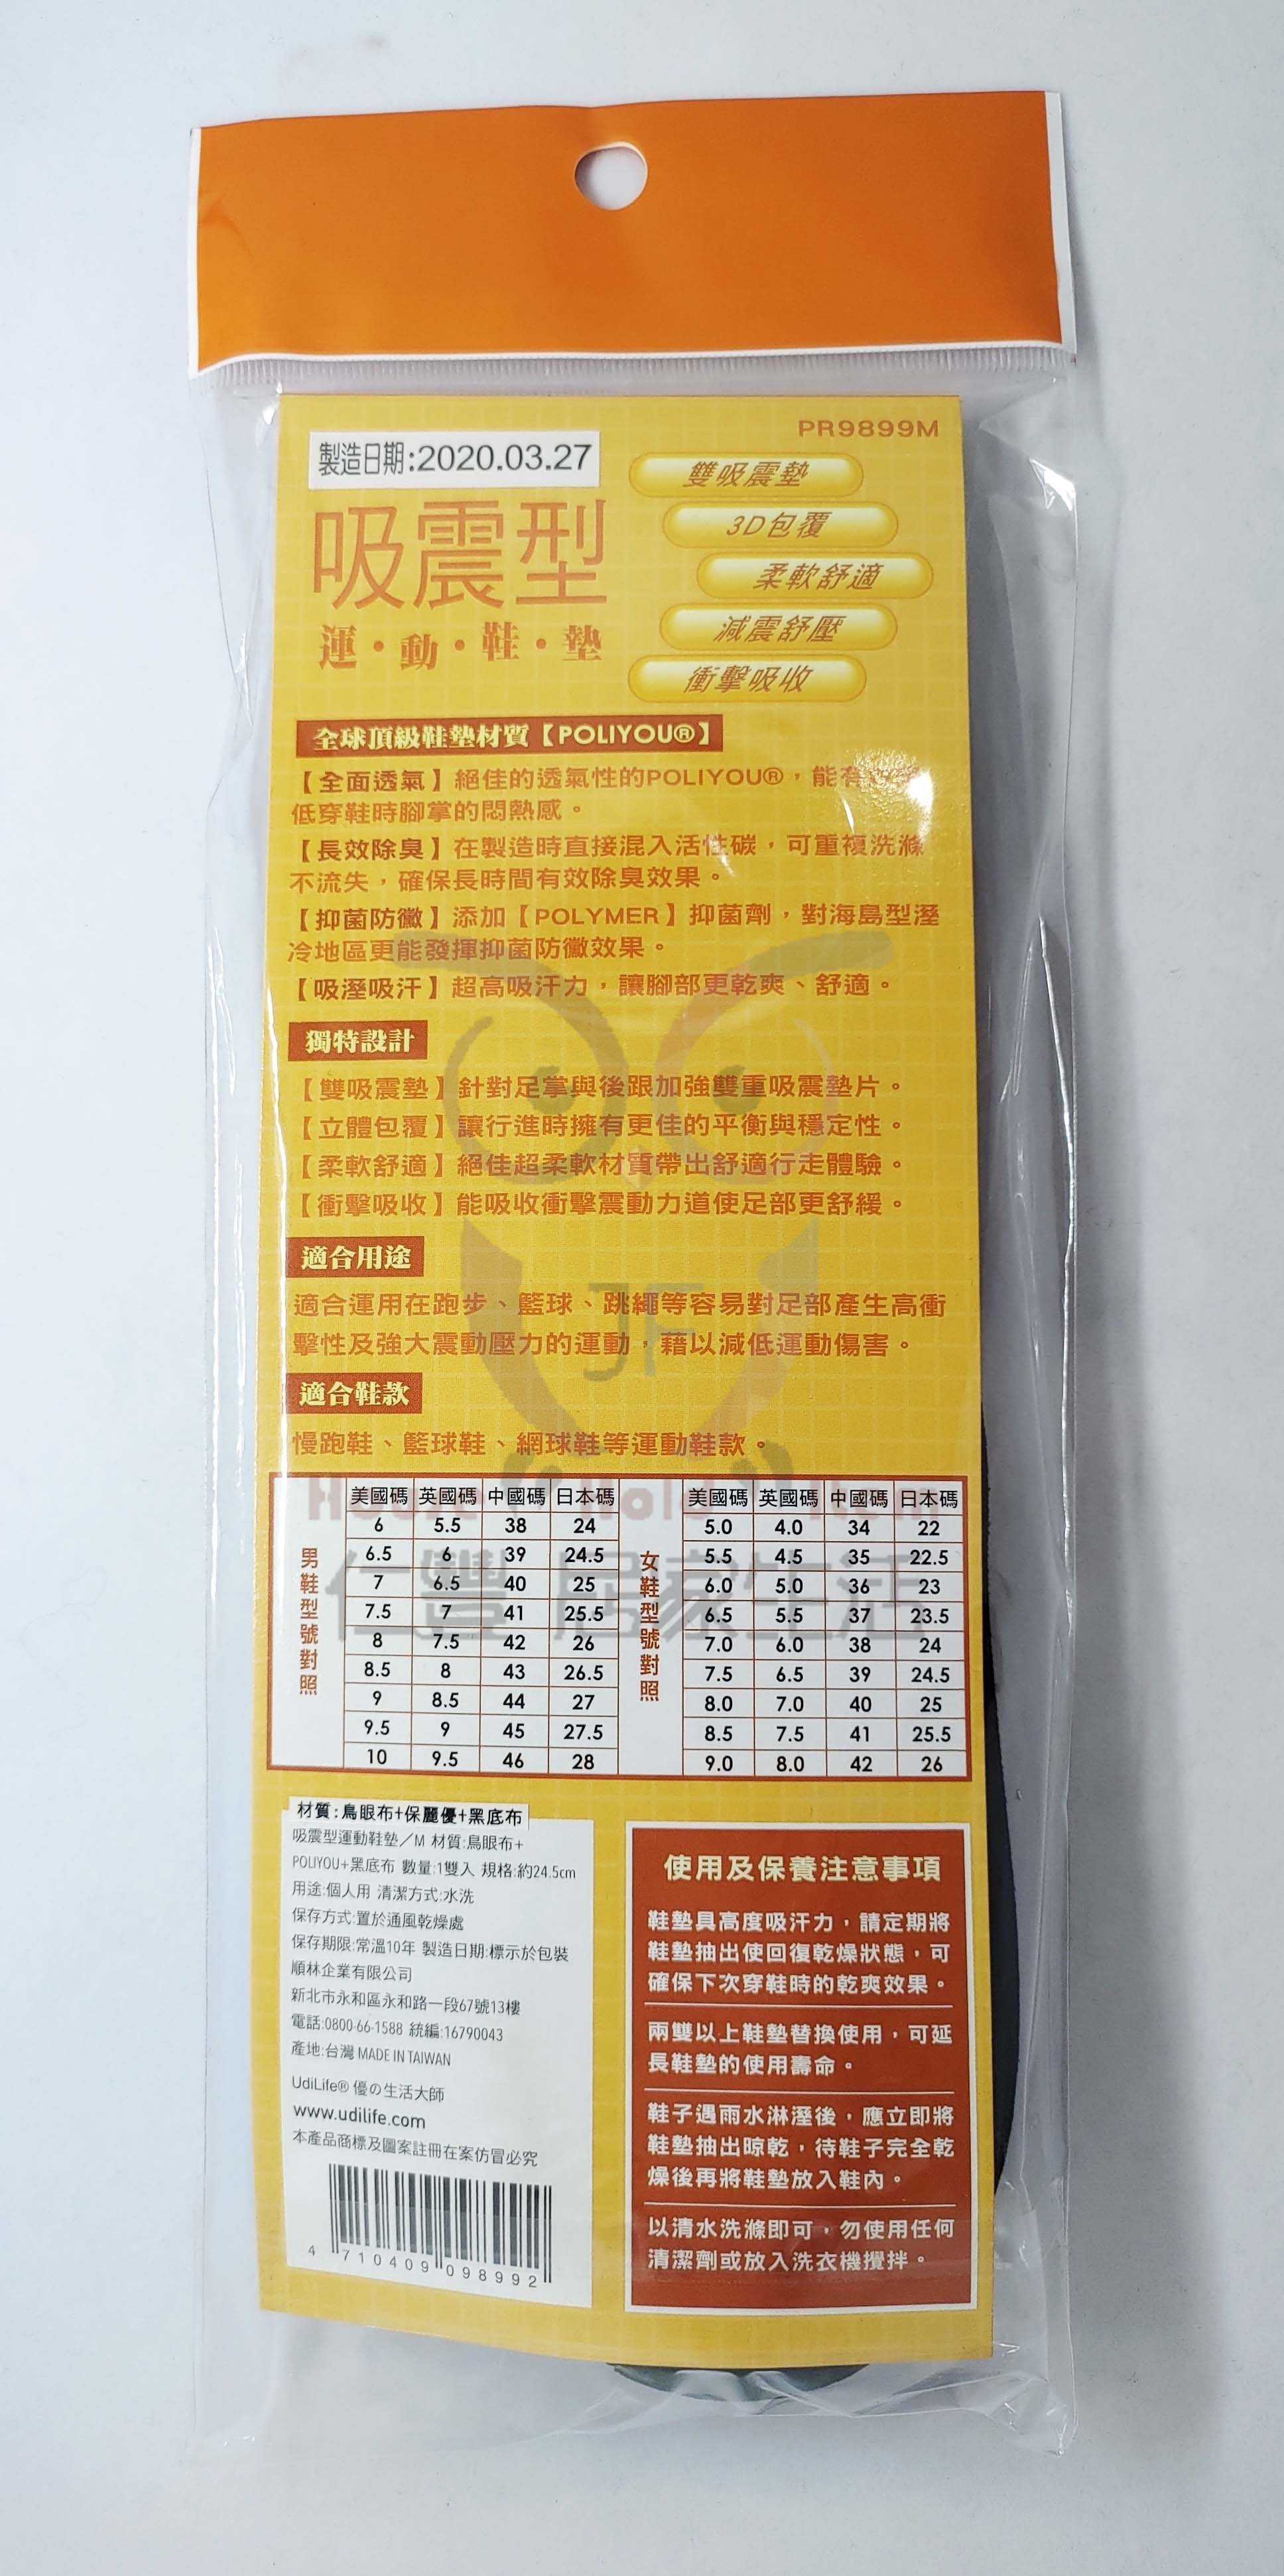 PR9899M
製造日期:2020.03.27
吸震型
運・動・鞋・墊
雙吸震墊
3D包覆
柔軟舒適
減震舒壓
衝擊吸收
全球頂級鞋墊材質【POLIYOU®】
【全面透氣】絕佳的透氣性的POLIYOU®,能有
低穿鞋時腳掌的悶熱感。
【長效除臭】在製造時直接混入活性碳,可重複洗滌
不流失,確保長時間有效除臭效果。
【抑菌防黴】添加【POLYMER】抑菌劑,對海島型溼
冷地區更能發揮抑菌防黴效果。
【吸溼吸汗】超高吸汗力,讓腳部更乾爽、舒適。
獨特設計
【雙吸震墊】針對足掌與後跟加強雙重吸震墊片。
【立體包覆】讓行進時擁有更佳的平衡與穩定性。
【柔軟舒適】絕佳超柔軟材質帶出舒適行走體驗。
【衝擊吸收】能吸收衝擊震動力道使足部更舒緩。
適合用途
適合運用在跑步、籃球、跳繩等容易對足部產生高衝
擊性及強大震動壓力的運動,藉以減低運動傷害。
JF
適合鞋款
慢跑鞋、籃球鞋、網球鞋等運動鞋款。
仁豐 居家生活
男鞋型號對照
美國碼 英國碼 中國碼 日本碼
6 5.5 38 24
6.5 6 39 24.5
7 6.5 40 25
7.5 7 41 25.5
8 7.5 42 26
8.5 8 43 26.5
9 8.5 44 27
9.5 9 45 27.5
10 9.5 46 28
女鞋型號對照
美國碼 英國碼 中國碼 日本碼
5.0 4.0 34 22
5.5 4.5 35 22.5
6.0 5.0 36 23
6.5 5.5 37 23.5
7.0 6.0 38 24
7.5 6.5 39 24.5
8.0 7.0 40 25
8.5 7.5 41 25.5
9.0 8.0 42 26
材質:鳥眼布+保麗優+黑底布
吸震型運動鞋墊/M 材質:鳥眼布+
POLIYOU+黑底布 數量:1雙入 規格:約24.5cm
用途:個人用 清潔方式:水洗
保存方式:置於通風乾燥處
保存期限:常溫10年 製造日期:標示於包裝
順林企業有限公司
新北市永和區永和路一段67號13樓
電話:0800-66-1588 統編:16790043
產地:台灣 MADE IN TAIWAN
UdiLife® 優の生活大師
www.udilife.com
本產品商標及圖案註冊在案仿冒必究
4 710409 098992
使用及保養注意事項
鞋墊具高度吸汗力,請定期將
鞋墊抽出使回復乾燥狀態,可
確保下次穿鞋時的乾爽效果。
兩雙以上鞋墊替換使用,可延
長鞋墊的使用壽命。
鞋子遇雨水淋溼後,應立即將
鞋墊抽出晾乾,待鞋子完全乾
燥後再將鞋墊放入鞋內。
以清水洗滌即可,勿使用任何
清潔劑或放入洗衣機攪拌。